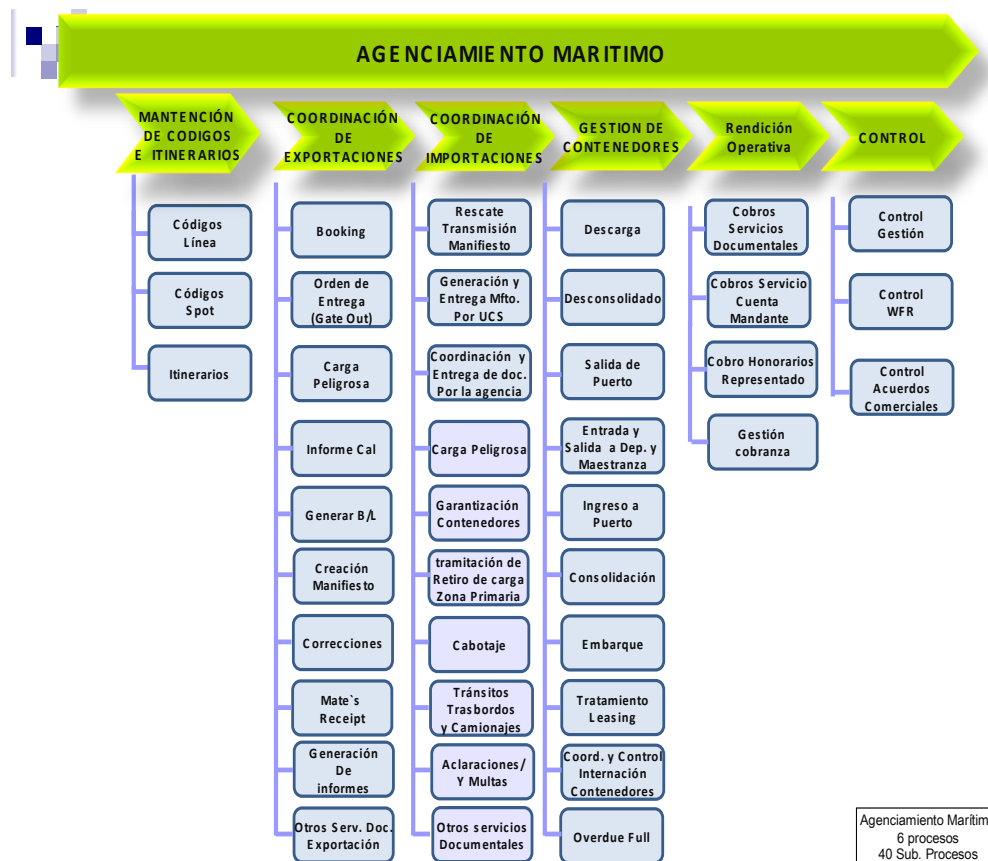 AGENCIAMIENTO MARITIMO
MANTENCIÓN
DE CODIGOS
E ITINERARIOS
Códigos
Línea
Códigos
Spot
Itinerarios
COORDINACIÓN
DE
EXPORTACIONES
Booking
Orden de
Entrega
(Gate Out)
Carga
Peligrosa
Informe Cal
Generar B/L
Creación
Manifiesto
Correcciones
Mate`s
Receipt
Generación
De
informes
Otros Serv. Doc.
Exportación
COORDINACIÓN
DE
IMPORTACIONES
Rescate
Transmisión
Manifiesto
Generación y
Entrega Mfto.
Por UCS
Coordinación y
Entrega de doc.
Por la agencia
Carga Peligrosa
Garantización
Contenedores
tramitación de
Retiro de carga
Zona Primaria
Cabotaje
Tránsitos
Trasbordos
y Camionajes
Aclaraciones/
Y Multas
Otros servicios
Documentales
GESTION DE
CONTENEDORES
Descarga
Desconsolidado
Salida de
Puerto
Entrada y
Salida a Dep. y
Maestranza
Ingreso a
Puerto
Consolidación
Embarque
Tratamiento
Leasing
Coord. y Control
Internación
Contenedores
Overdue Full
Rendición
Operativa
Cobros
Servicios
Documentales
Cobros Servicio
Cuenta
Mandante
Cobro Honorarios
Representado
Gestión
cobranza
CONTROL
Control
Gestión
Control
WFR
Control
Acuerdos
Comerciales
Agenciamiento Marítim
6 procesos
40 Sub. Procesos